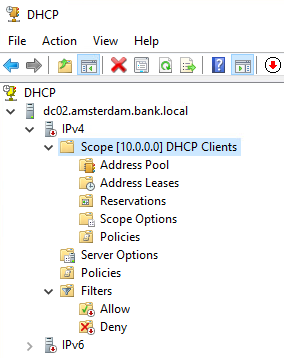 DHCP
File Action View Help
DHCP
dc02.amsterdam.bank.local
IPv4
Scope [10.0.0.0] DHCP Clients
Address Pool
Address Leases
Reservations
Scope Options
Policies
Server Options
Policies
Filters
Allow
Deny
IPv6